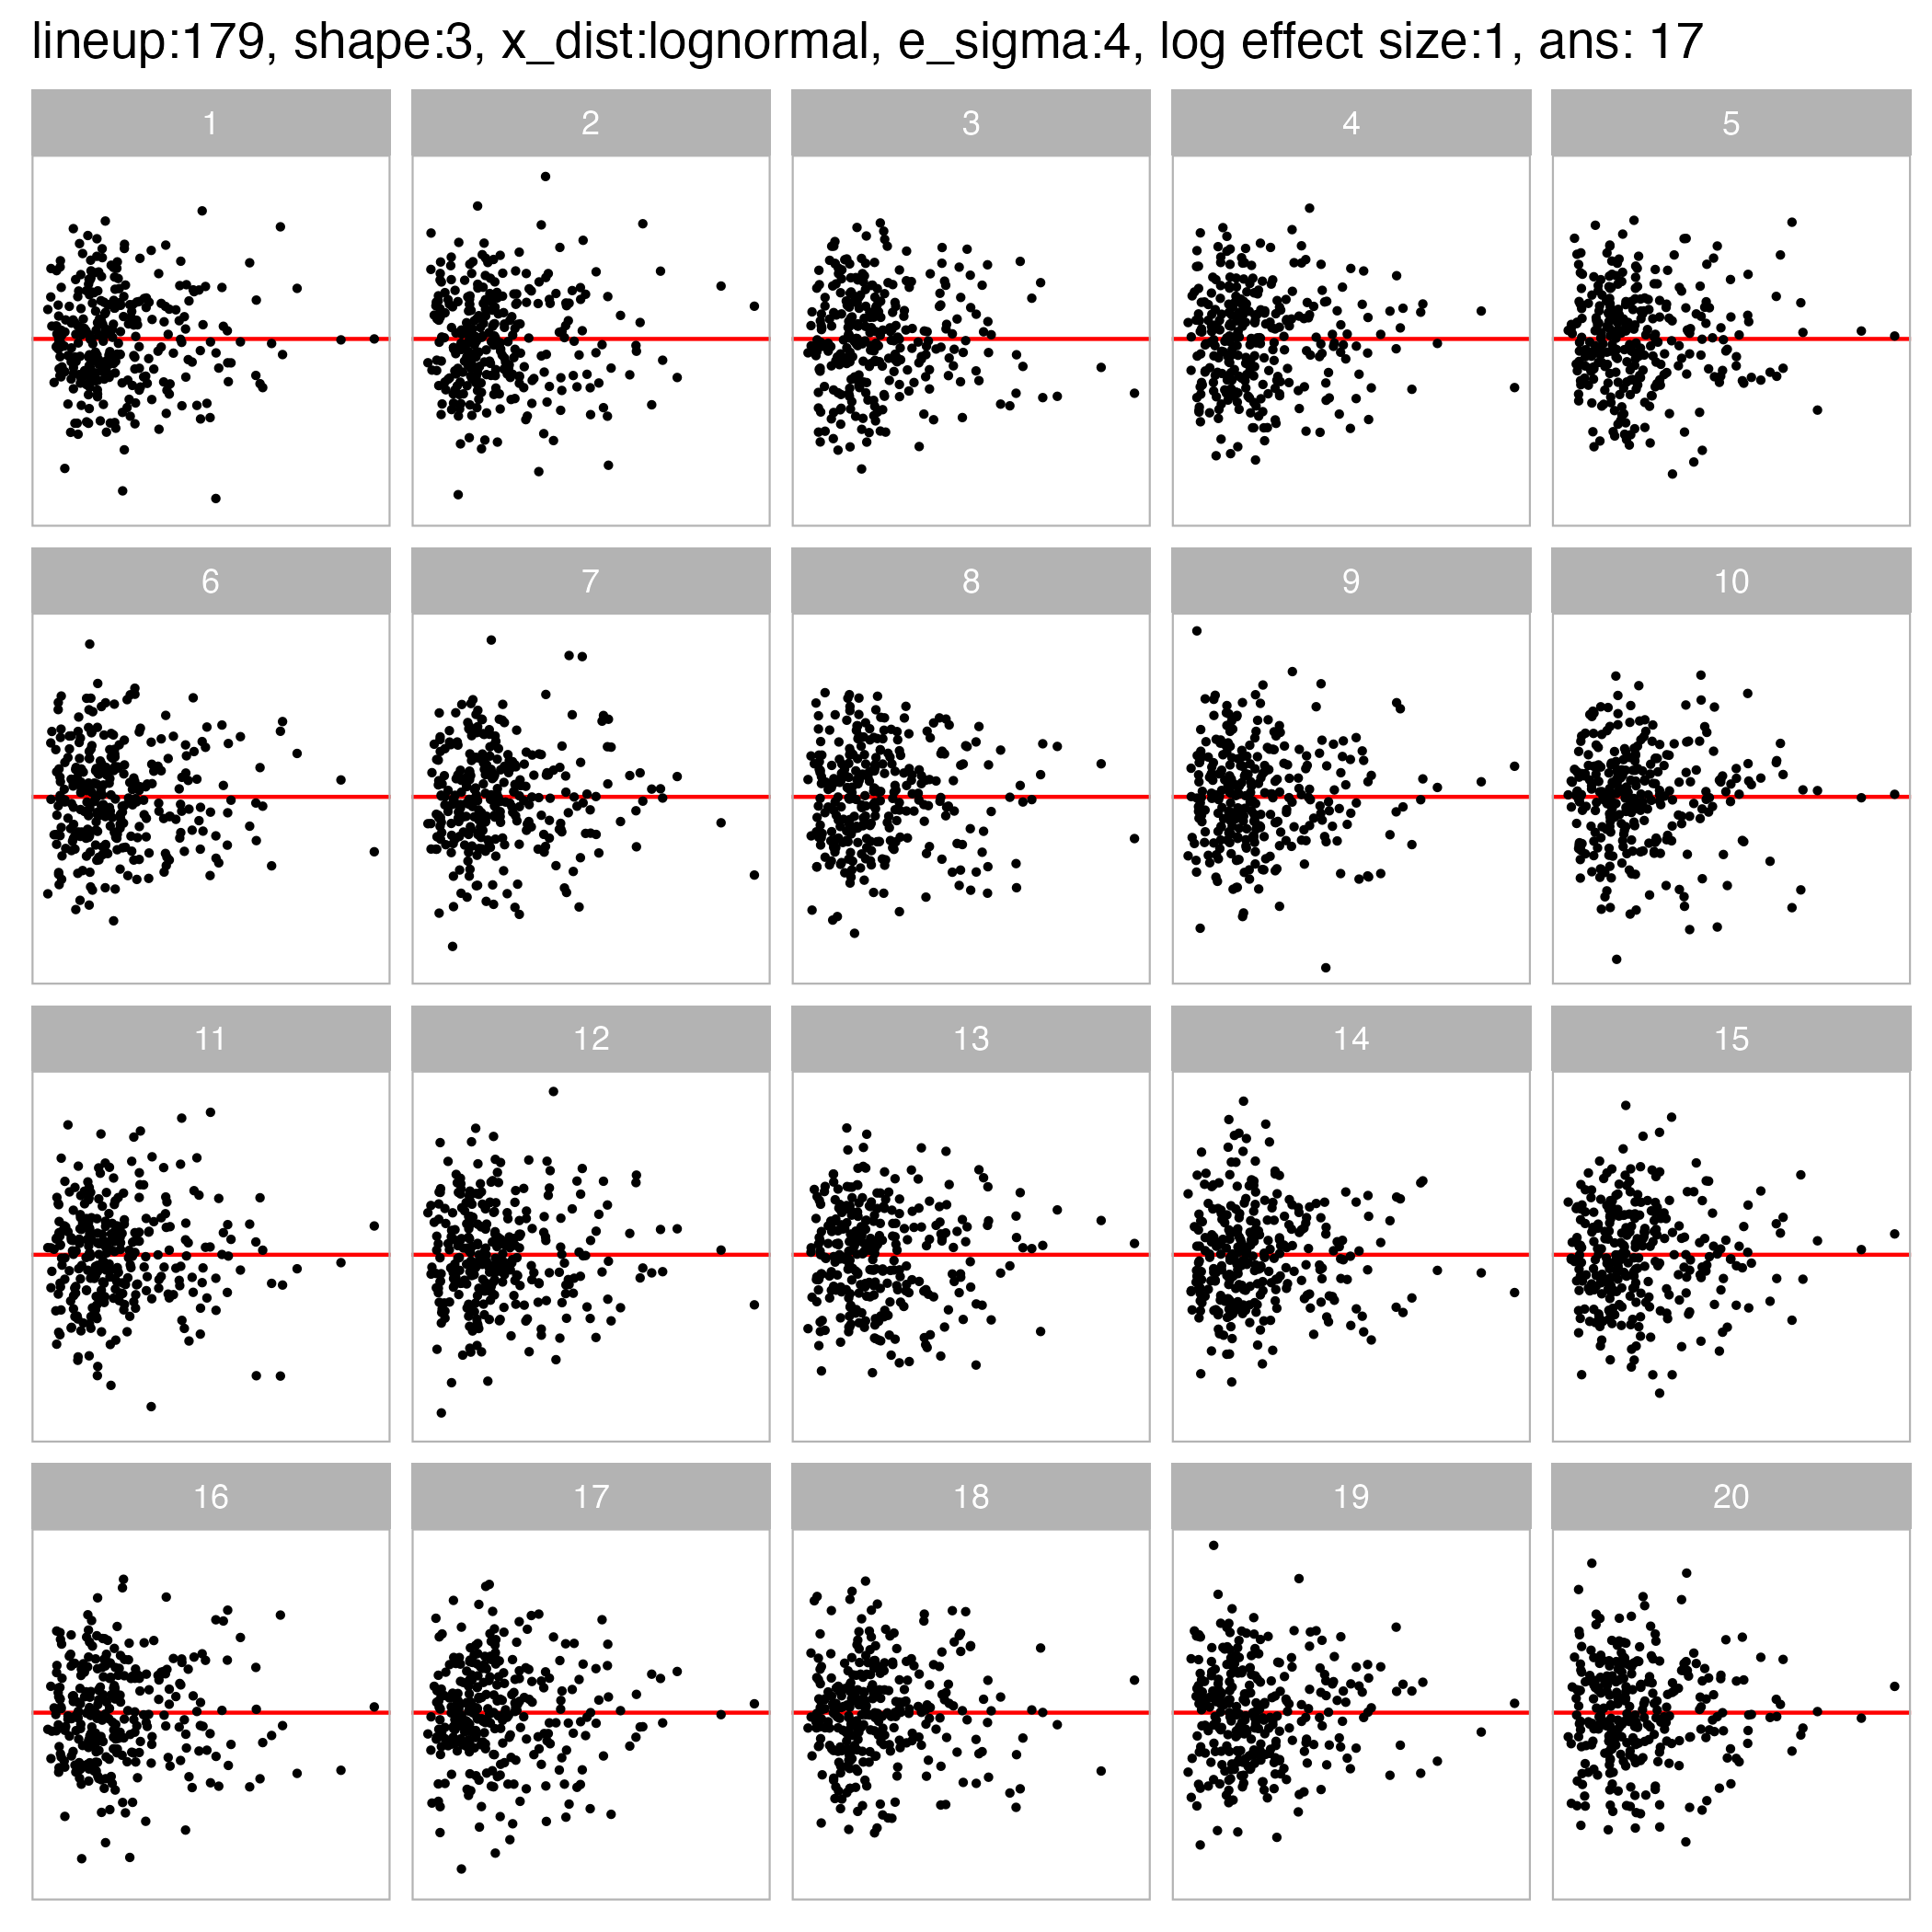 lineup:179, shape:3, x_dist:lognormal, e_sigma:4, log effect size:1, ans: 17
1 2 3 4 5
6 7 8 9 10
11 12 13 14 15
16 17 18 19 20